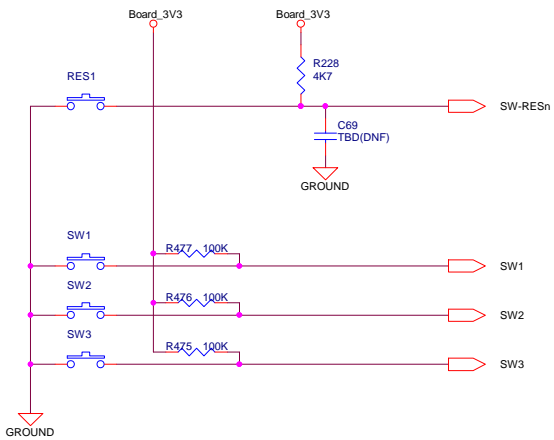 Board_3V3
Board_3V3
R228
4K7
RES1
SW-RESn
C69
TBD(DNF)
GROUND
SW1
R477 100K
SW1
SW2
R476 100K
SW2
SW3
R475 100K
SW3
GROUND